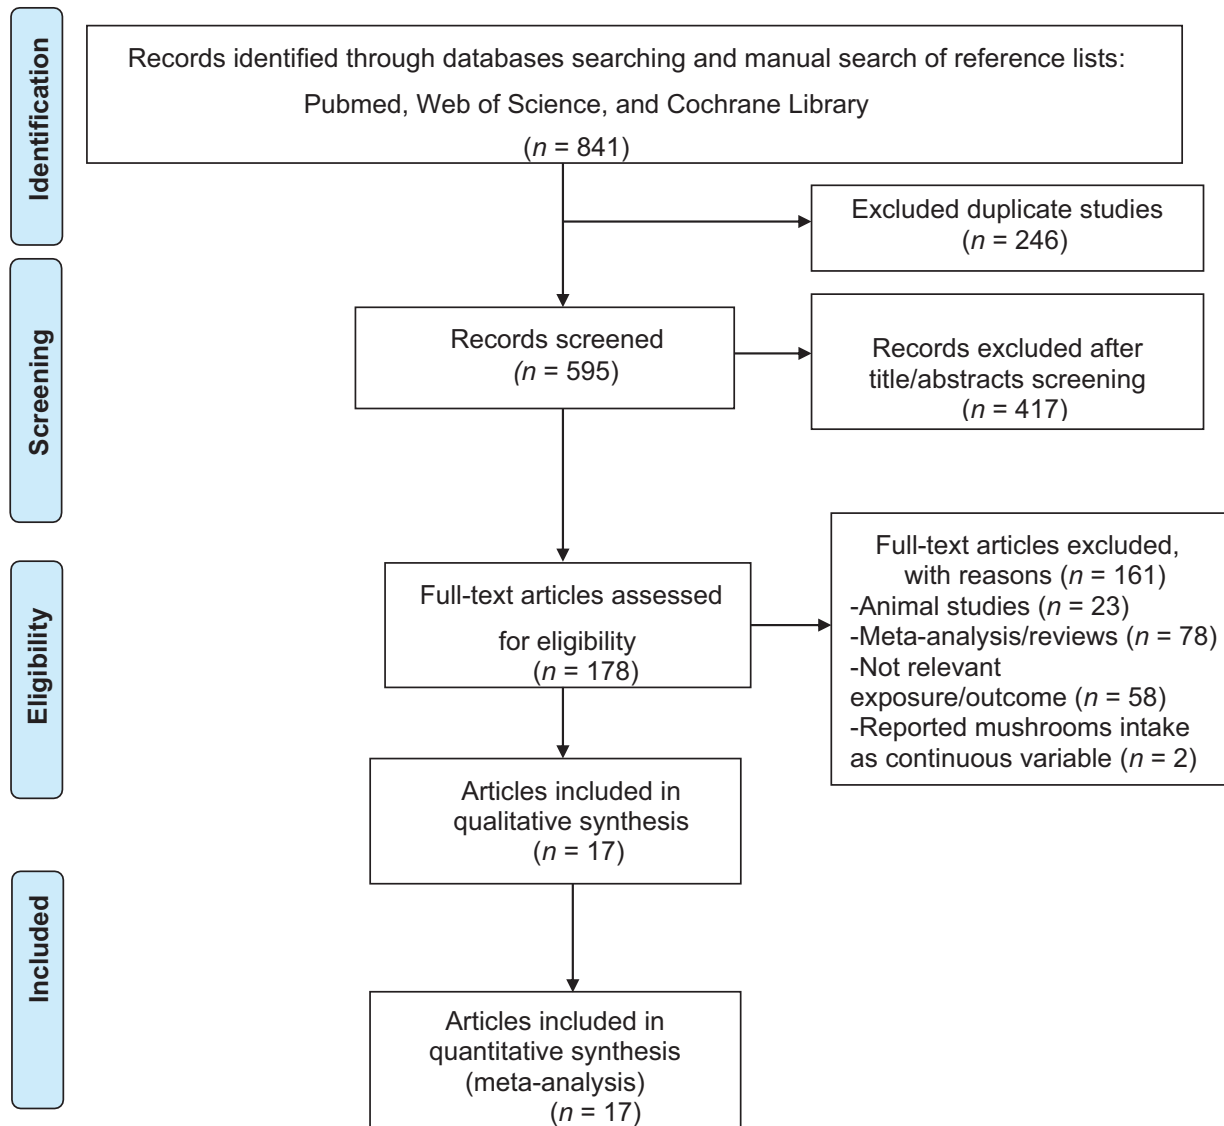 Identification
Records identified through databases searching and manual search of reference lists:
Pubmed, Web of Science, and Cochrane Library
(n = 841)
Excluded duplicate studies
(n = 246)
Screening
Records screened
(n = 595)
Records excluded after
title/abstracts screening
(n = 417)
Eligibility
Full-text articles assessed
for eligibility
(n = 178)
Full-text articles excluded,
with reasons (n = 161)
-Animal studies (n = 23)
-Meta-analysis/reviews (n = 78)
-Not relevant
exposure/outcome (n = 58)
-Reported mushrooms intake
as continuous variable (n = 2)
Articles included in
qualitative synthesis
(n = 17)
Included
Articles included in
quantitative synthesis
(meta-analysis)
(n = 17)